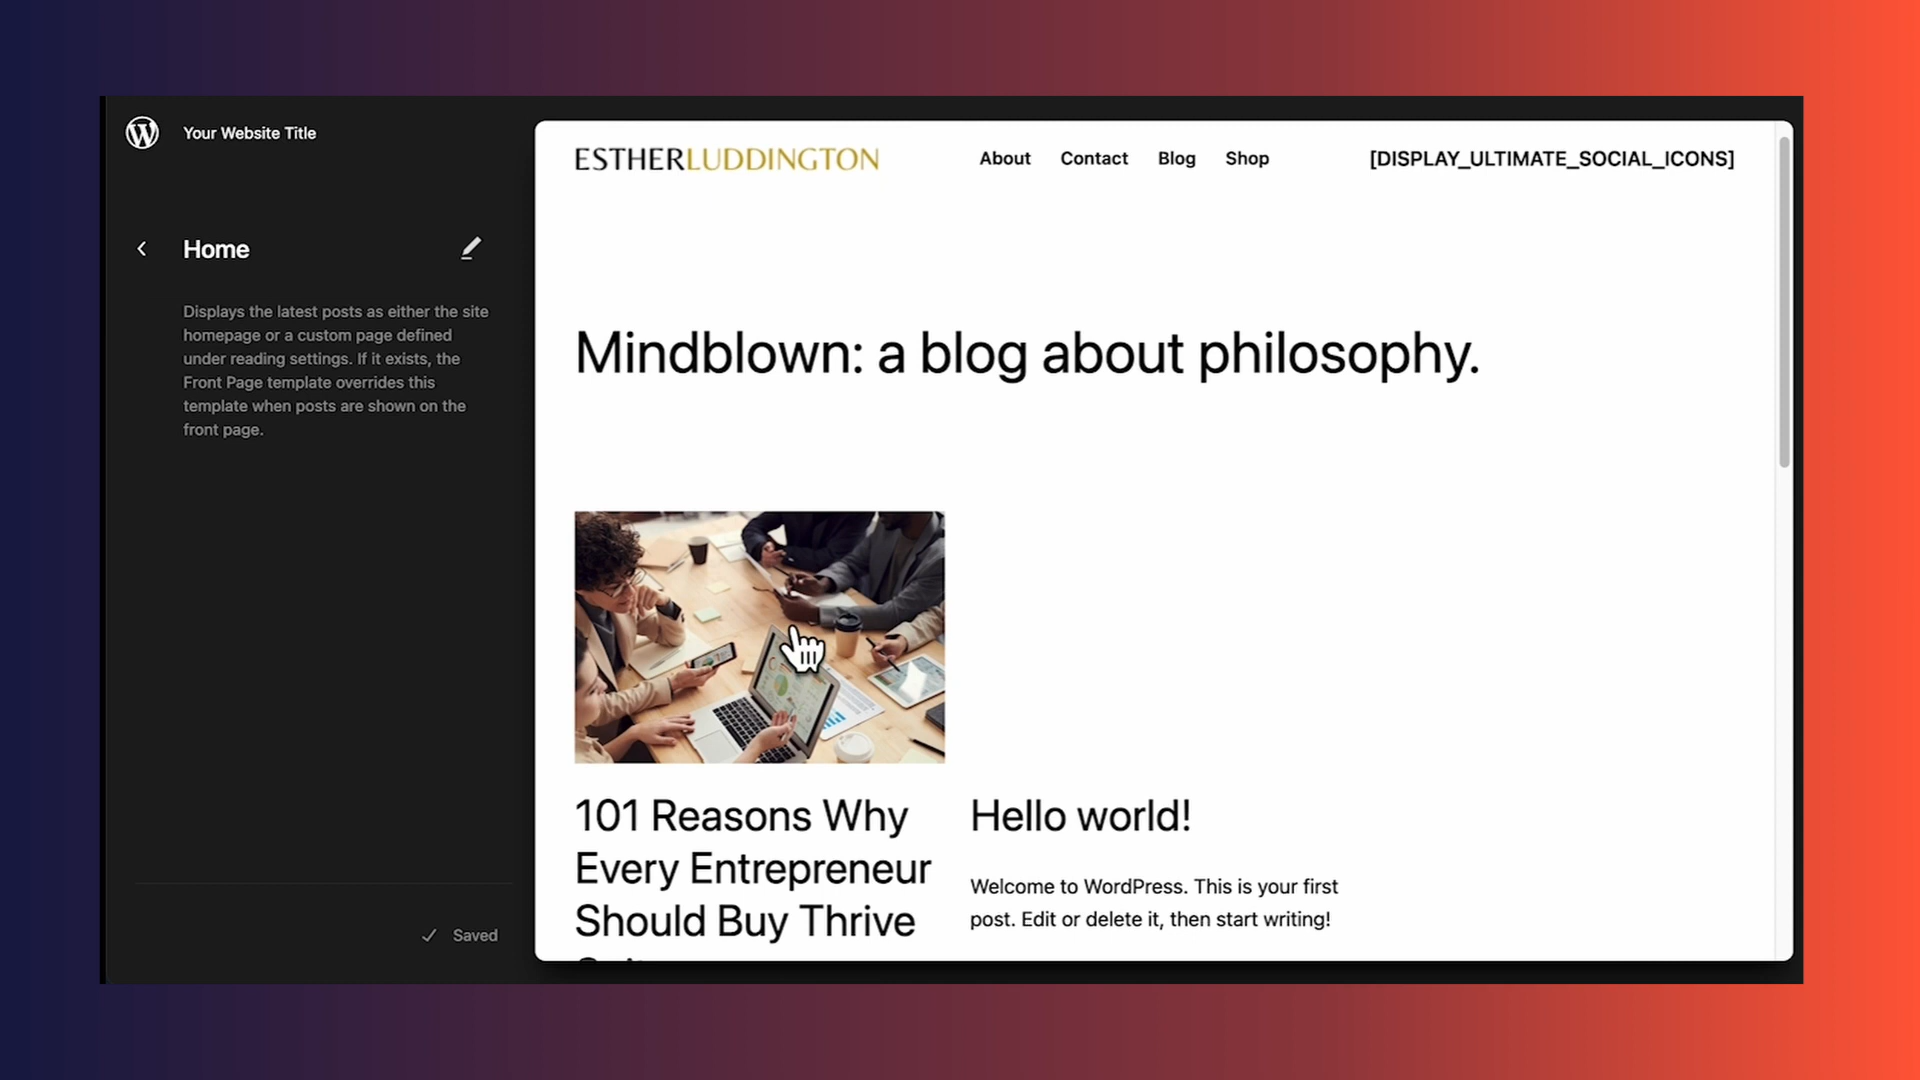 Your Website Title
Home
Displays the latest posts as either the site
homepage or a custom page defined
under reading settings. If it exists, the
Front Page template overrides this
template when posts are shown on the
front page.
Saved
ESTHERLUDDINGTON
About Contact Blog Shop
[DISPLAY_ULTIMATE_SOCIAL_ICONS]
Mindblown: a blog about philosophy.
101 Reasons Why
Every Entrepreneur
Should Buy Thrive
Hello world!
Welcome to WordPress. This is your first
post. Edit or delete it, then start writing!